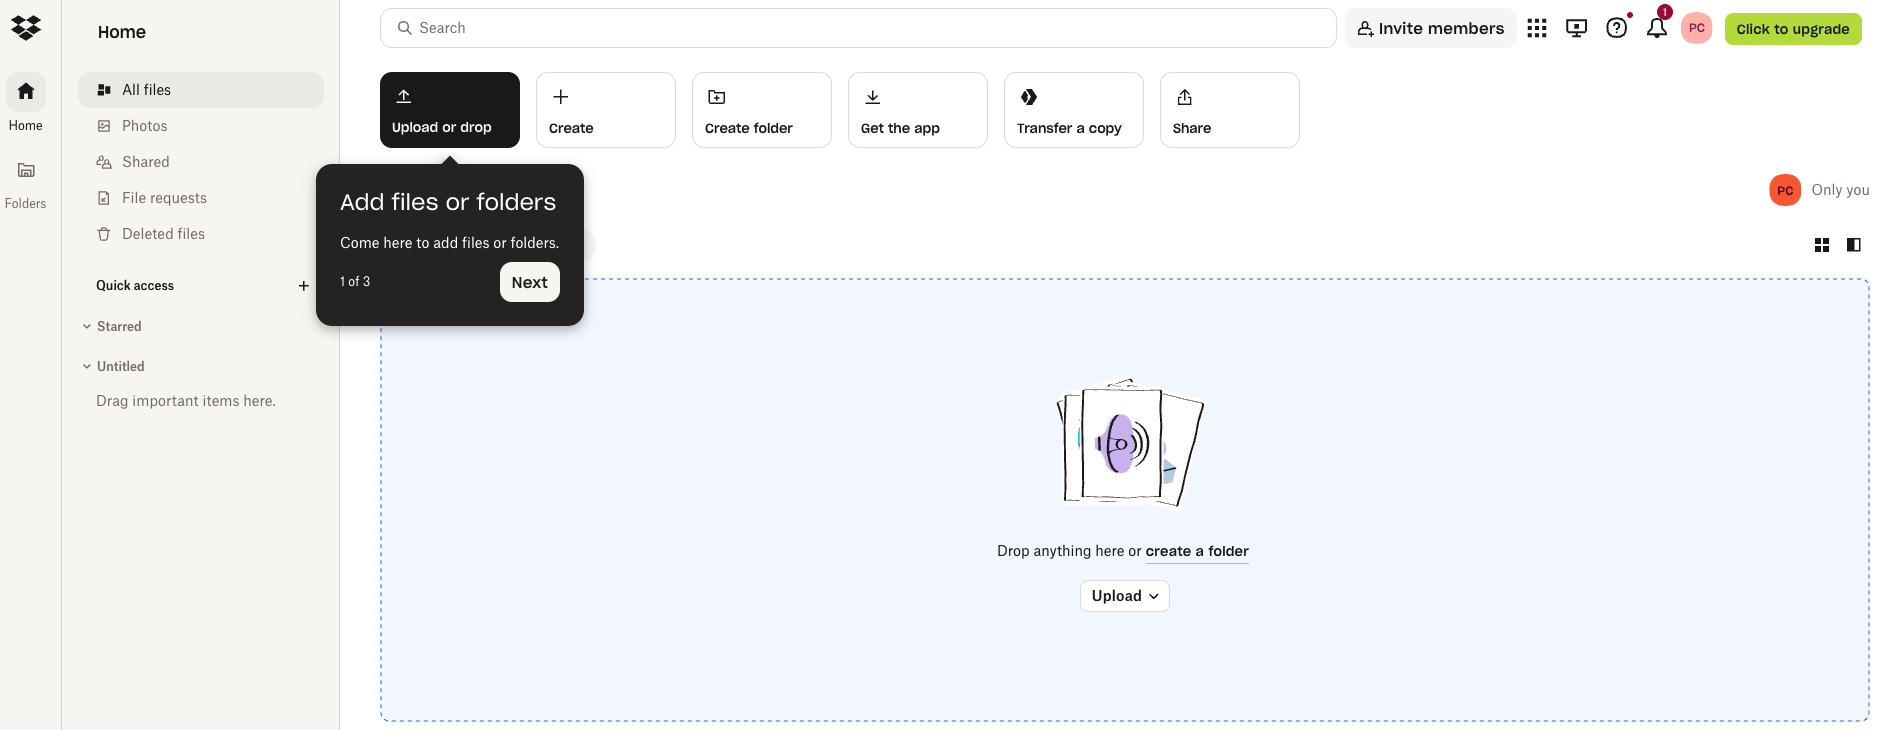 Home
Folders
Home
All files
Photos
Shared
File requests
Deleted files
Quick access
Starred
Untitled
Drag important items here.
Search
Invite members
1
PC
Click to upgrade
Upload or drop
Create
Create folder
Get the app
Transfer a copy
Share
Add files or folders
Come here to add files or folders.
1 of 3
Next
PC
Only you
Drop anything here or create a folder
Upload